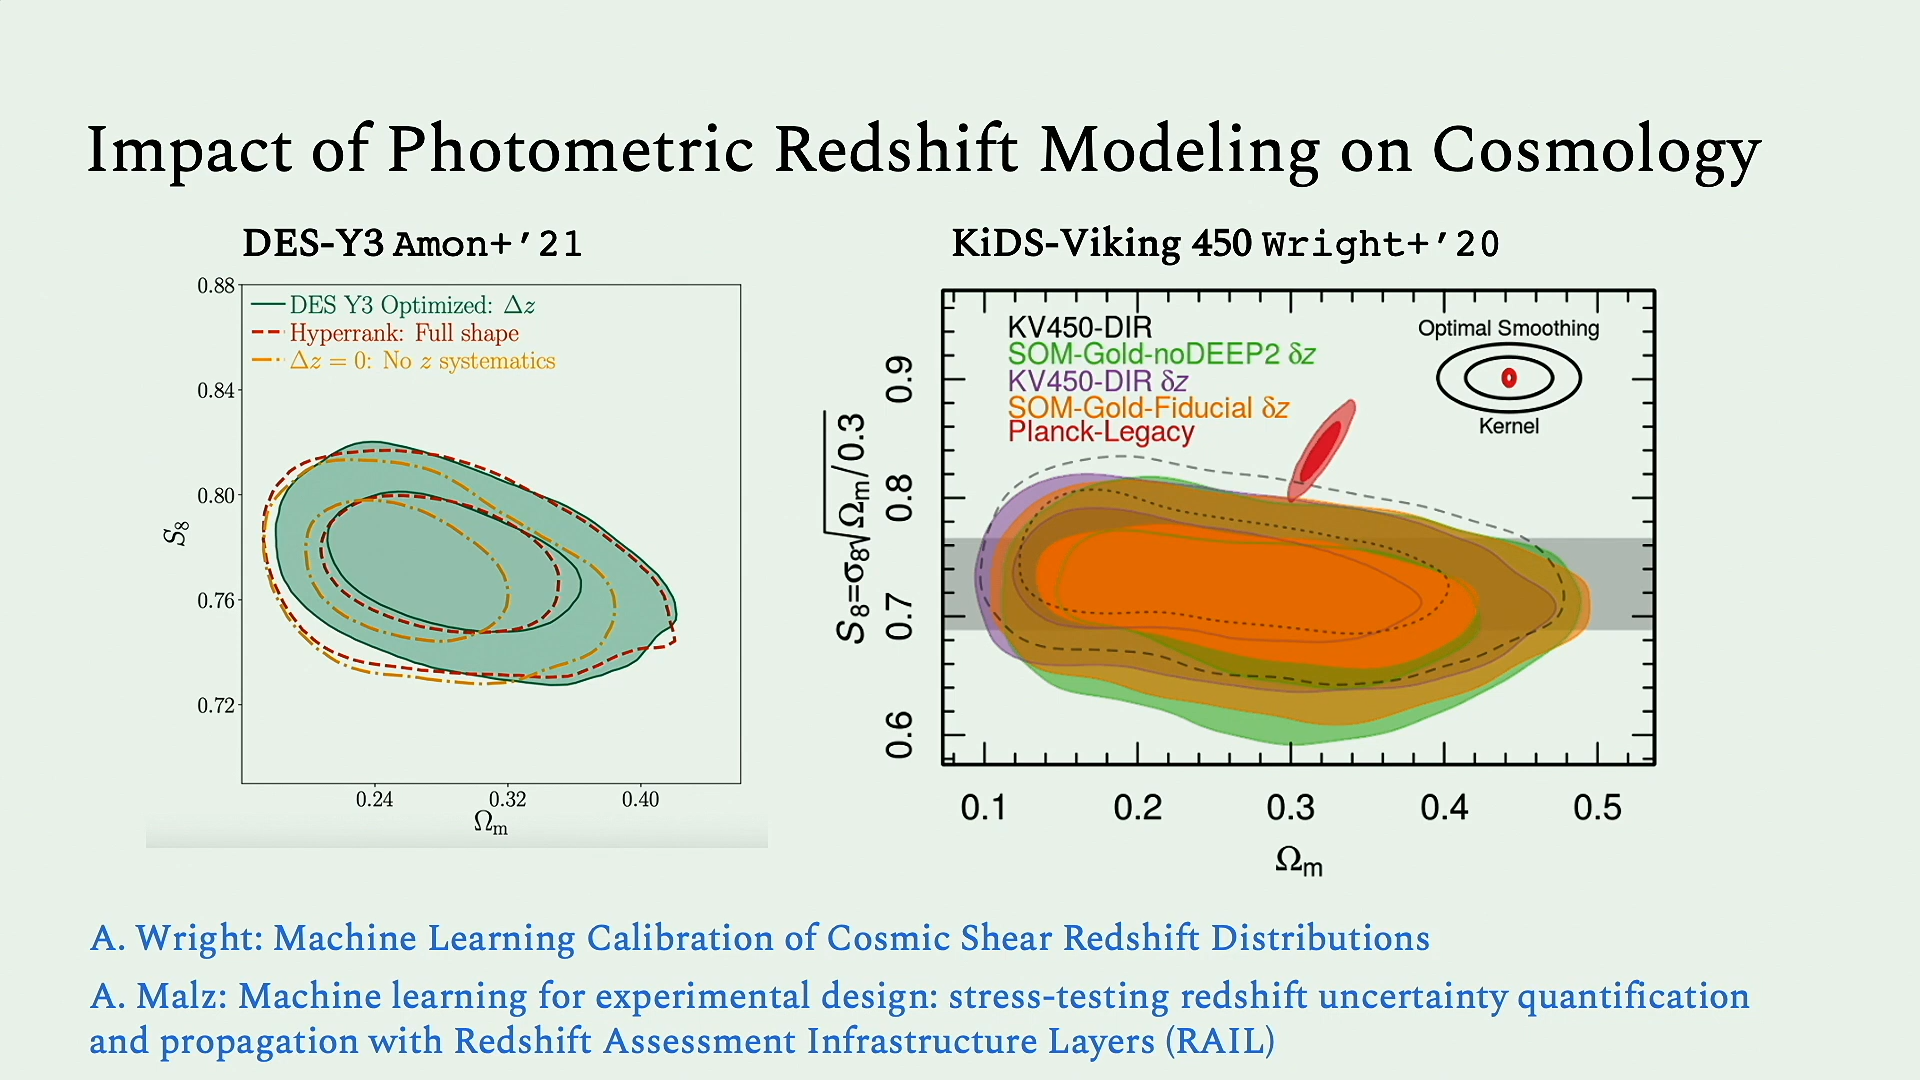 Impact of Photometric Redshift Modeling on Cosmology
DES-Y3 Amon+'21
0.88
0.84
0.80
0.76
0.72
S₈
DES Y3 Optimized: Δz
Hyperrank: Full shape
Δz = 0: No z systematics
0.24
0.32
0.40
Ωₘ
KiDS-Viking 450 Wright+'20
KV450-DIR
SOM-Gold-noDEEP2 δz
KV450-DIR δz
SOM-Gold-Fiducial δz
Planck-Legacy
Optimal Smoothing
Kernel
S₈=σ₈√Ωₘ/0.3
0.9
0.8
0.7
0.6
0.1
0.2
0.3
0.4
0.5
Ωₘ
A. Wright: Machine Learning Calibration of Cosmic Shear Redshift Distributions
A. Malz: Machine learning for experimental design: stress-testing redshift uncertainty quantification
and propagation with Redshift Assessment Infrastructure Layers (RAIL)